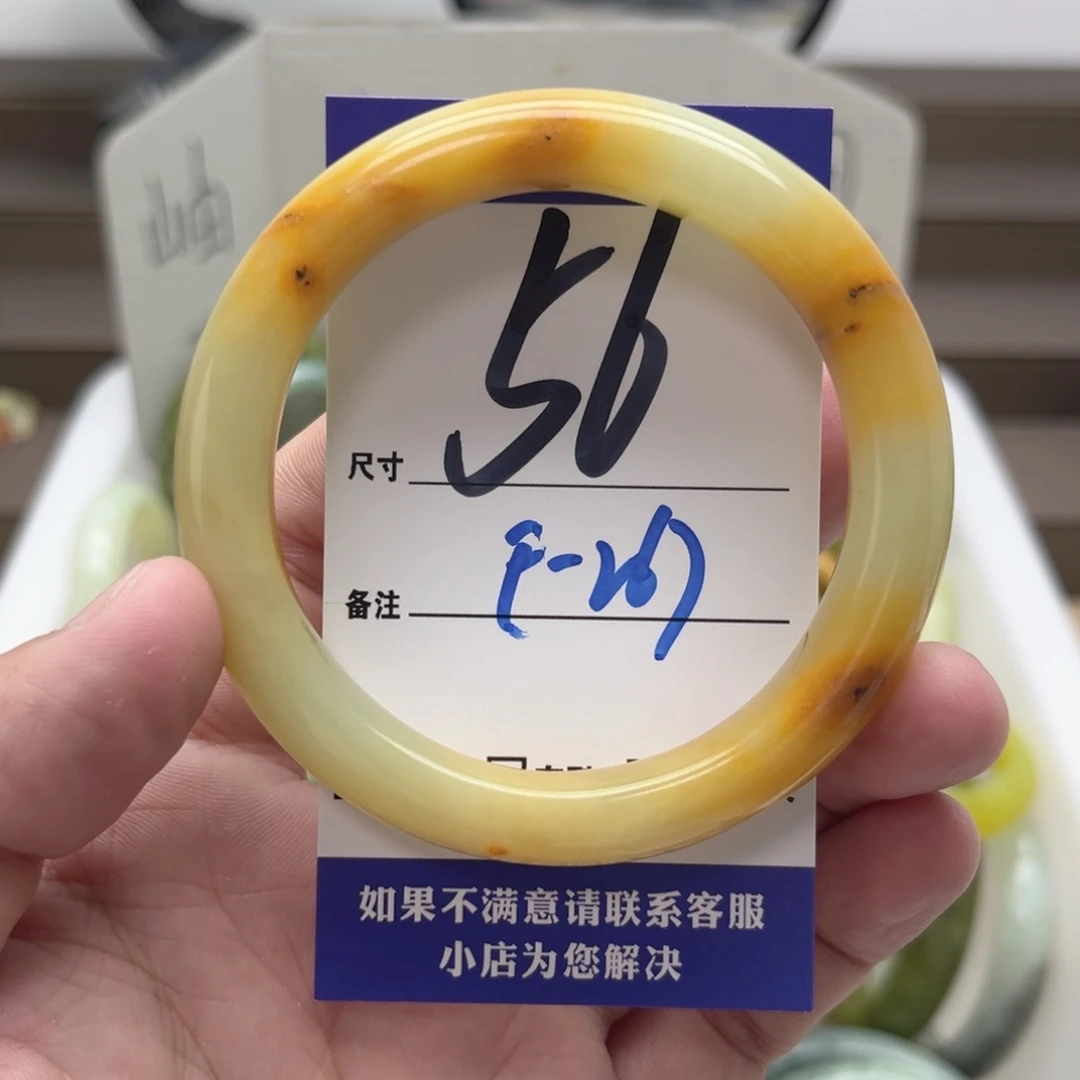 岫
尺寸 56
备注
如果不满意请联系客服
小店为您解决